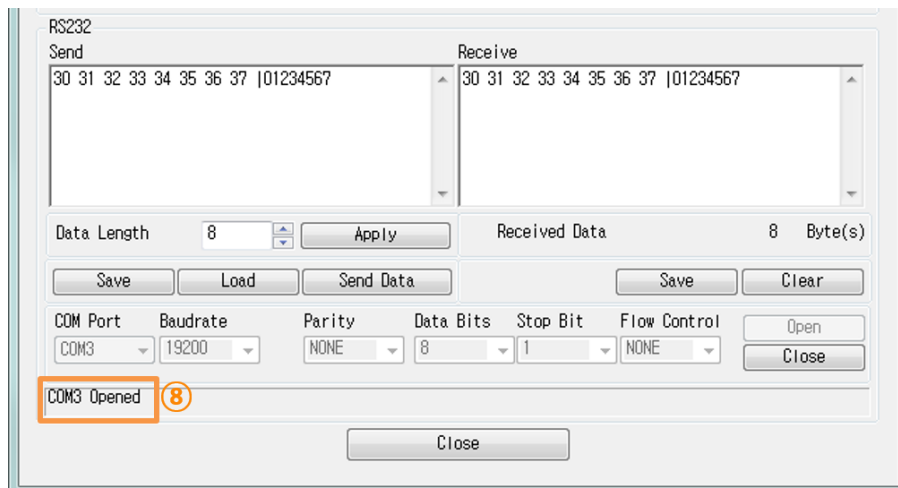 RS232
Send Receive
30 31 32 33 34 35 36 37 |01234567 30 31 32 33 34 35 36 37 |01234567
Data Length 8 Apply Received Data 8 Byte(s)
Save Load Send Data Save Clear
COM Port Baudrate Parity Data Bits Stop Bit Flow Control Open
COM3 19200 NONE 8 1 NONE Close
COM3 Opened ⑧
Close